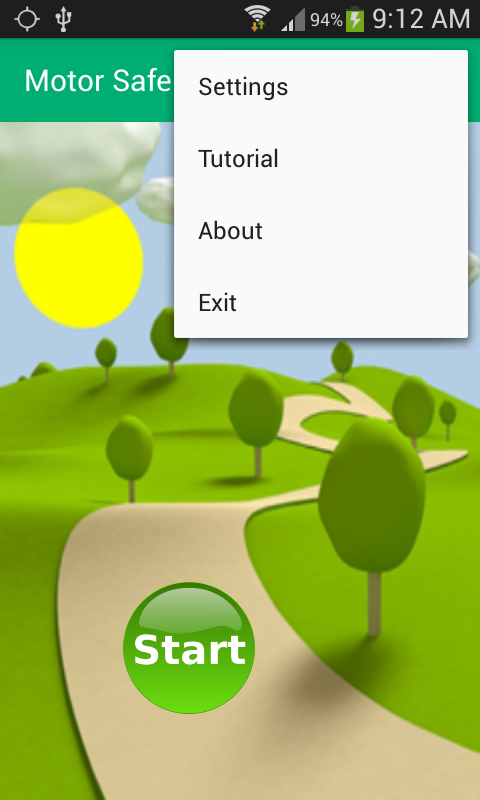 94% 9:12 AM
Motor Safe
Settings
Tutorial
About
Exit
Start